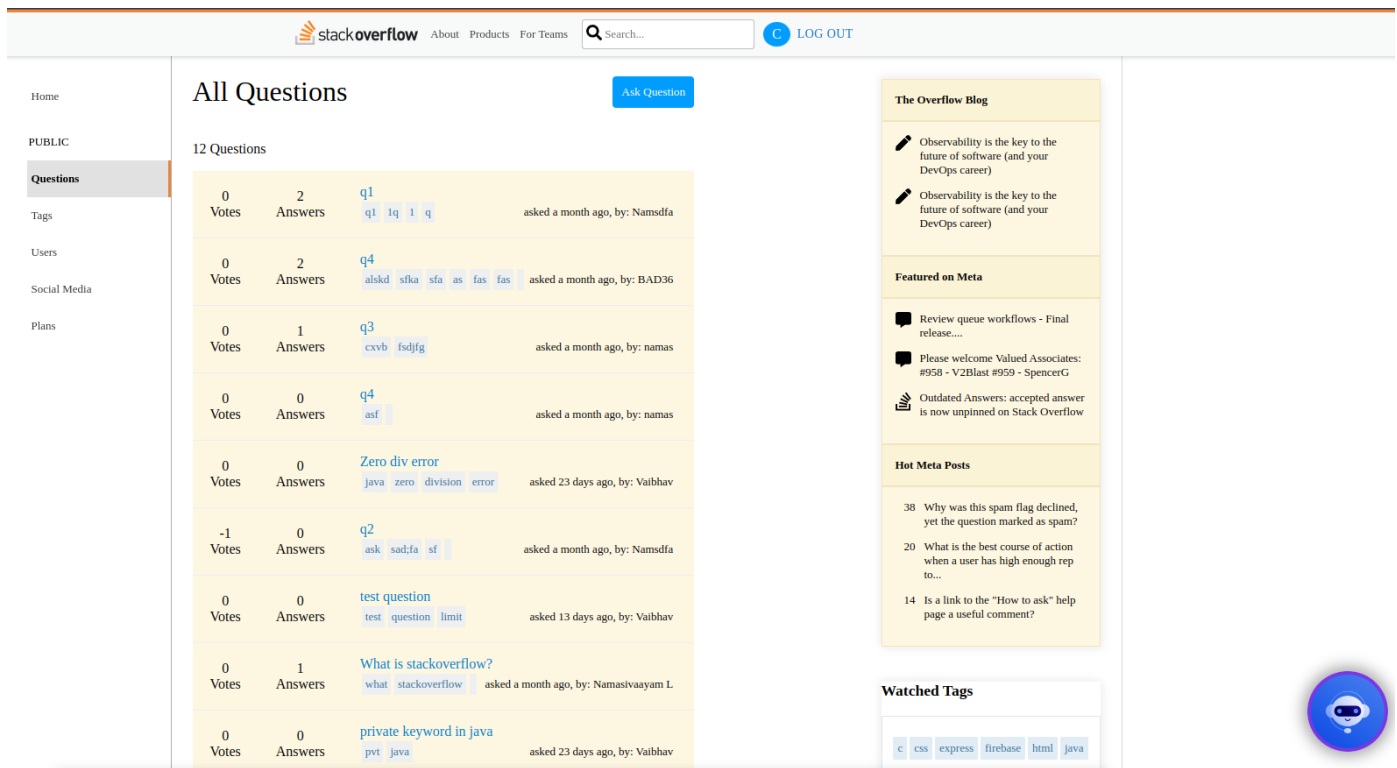 stackoverflow About Products For Teams Search... C LOG OUT
Home
PUBLIC
Questions
Tags
Users
Social Media
Plans
All Questions
Ask Question
12 Questions
0 Votes 2 Answers
q1
q1 1q 1 q
asked a month ago, by: Namsdfa
0 Votes 2 Answers
q4
alskd sfka sfa as fas fas
asked a month ago, by: BAD36
0 Votes 1 Answers
q3
cxvb fsdjfg
asked a month ago, by: namas
0 Votes 0 Answers
q4
asf
asked a month ago, by: namas
0 Votes 0 Answers
Zero div error
java zero division error
asked 23 days ago, by: Vaibhav
-1 Votes 0 Answers
q2
ask sad;fa sf
asked a month ago, by: Namsdfa
0 Votes 0 Answers
test question
test question limit
asked 13 days ago, by: Vaibhav
0 Votes 1 Answers
What is stackoverflow?
what stackoverflow
asked a month ago, by: Namasivaayam L
0 Votes 0 Answers
private keyword in java
pvt java
asked 23 days ago, by: Vaibhav
The Overflow Blog
Observability is the key to the
future of software (and your
DevOps career)
Observability is the key to the
future of software (and your
DevOps career)
Featured on Meta
Review queue workflows - Final
release....
Please welcome Valued Associates:
#958 - V2Blast #959 - SpencerG
Outdated Answers: accepted answer
is now unpinned on Stack Overflow
Hot Meta Posts
38 Why was this spam flag declined,
yet the question marked as spam?
20 What is the best course of action
when a user has high enough rep
to...
14 Is a link to the "How to ask" help
page a useful comment?
Watched Tags
c css express firebase html java